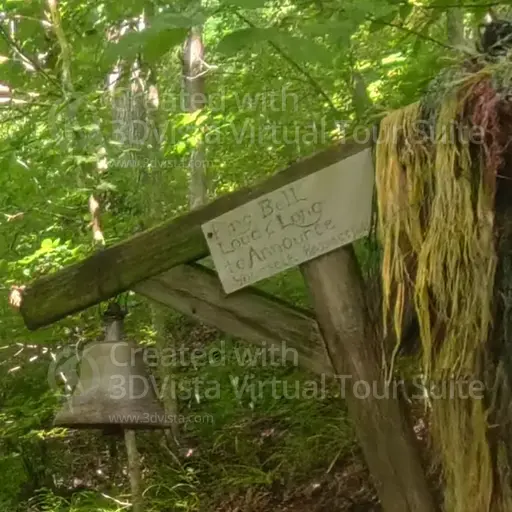 Created with
3DVista Virtual Tour Suite
www.3dvista.com
Ring Bell
Loud & Long
to Announce
Created with
3DVista Virtual Tour Suite
www.3dvista.com